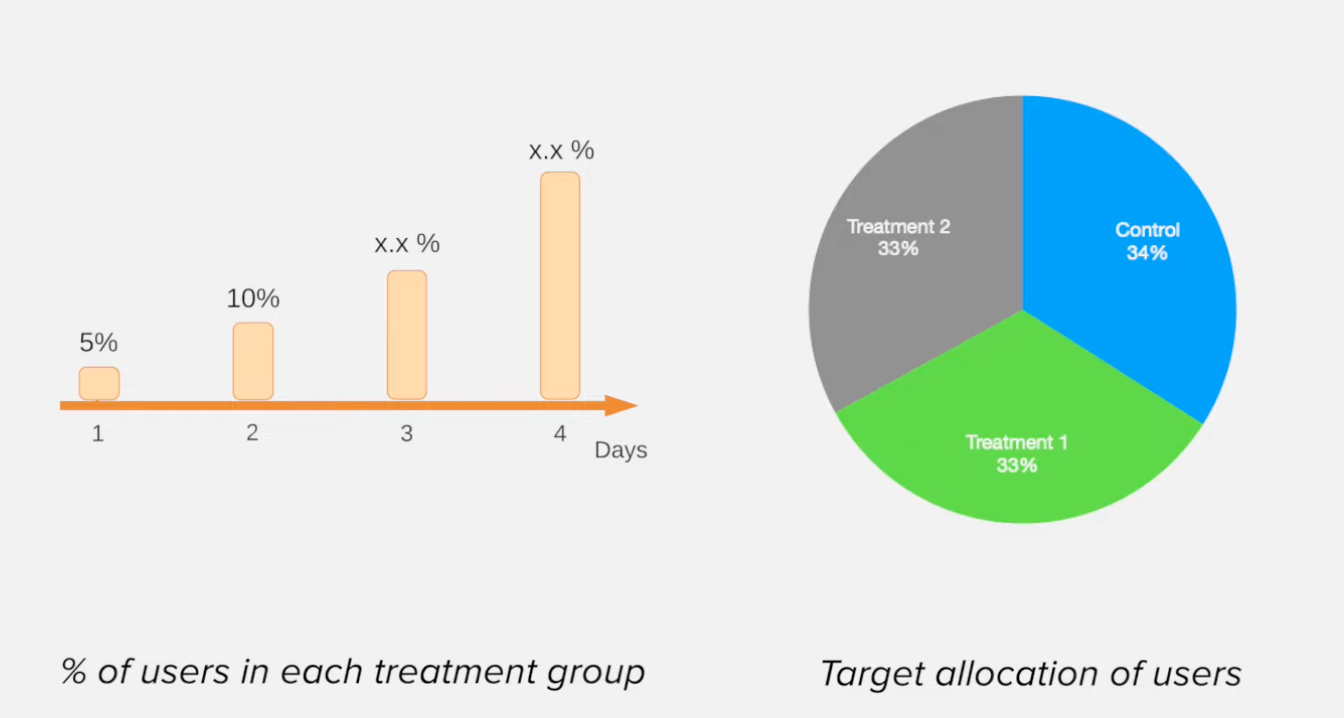 x.x %
x.x %
10%
5%
1
2
3
4
Days
% of users in each treatment group
Treatment 2
33%
Control
34%
Treatment 1
33%
Target allocation of users